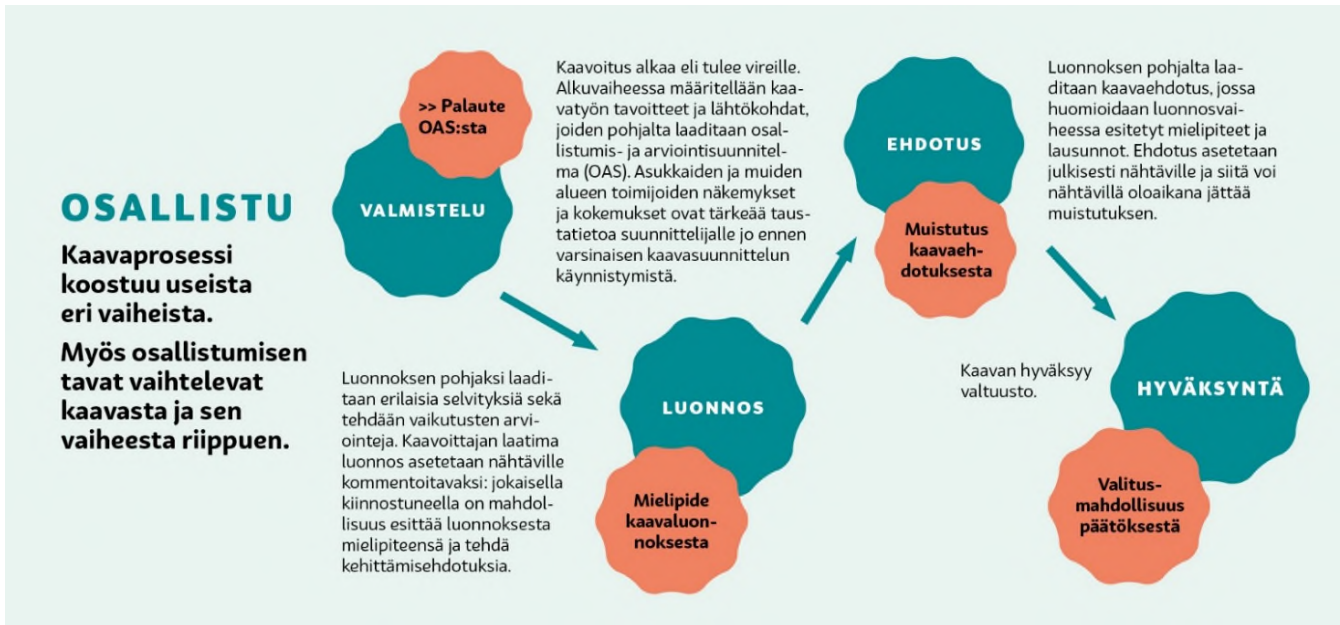 OSALLISTU
Kaavaprosessi
koostuu useista
eri vaiheista.
Myös osallistumisen
tavat vaihtelevat
kaavasta ja sen
vaiheesta riippuen.
>> Palaute
OAS:sta
VALMISTELU
Kaavoitus alkaa eli tulee vireille.
Alkuvaiheessa määritellään kaa-
vatyön tavoitteet ja lähtökohdat,
joiden pohjalta laaditaan osal-
listumis- ja arviointisuunnitel-
ma (OAS). Asukkaiden ja muiden
alueen toimijoiden näkemykset
ja kokemukset ovat tärkeää taus-
tatietoa suunnittelijalle jo ennen
varsinaisen kaavasuunnittelun
käynnistymistä.
Luonnoksen pohjaksi laadi-
taan erilaisia selvityksiä sekä
tehdään vaikutusten arvi-
ointeja. Kaavoittajan laatima
luonnos asetetaan nähtäville
kommentoitavaksi: jokaisella
kiinnostuneella on mahdol-
lisuus esittää luonnoksesta
mielipiteensä ja tehdä
kehittämisehdotuksia.
LUONNOS
Mielipide
kaavaluon-
noksesta
EHDOTUS
Muistutus
kaavaeh-
dotuksesta
Luonnoksen pohjalta laa-
ditaan kaavaehdotus, jossa
huomioidaan luonnosvai-
heessa esitetyt mielipiteet ja
lausunnot. Ehdotus asetetaan
julkisesti nähtäville ja siitä voi
nähtävillä oloaikana jättää
muistutuksen.
Kaavan hyväksyy
valtuusto.
HYVÄKSYNTÄ
Valitus-
mahdollisuus
päätöksestä